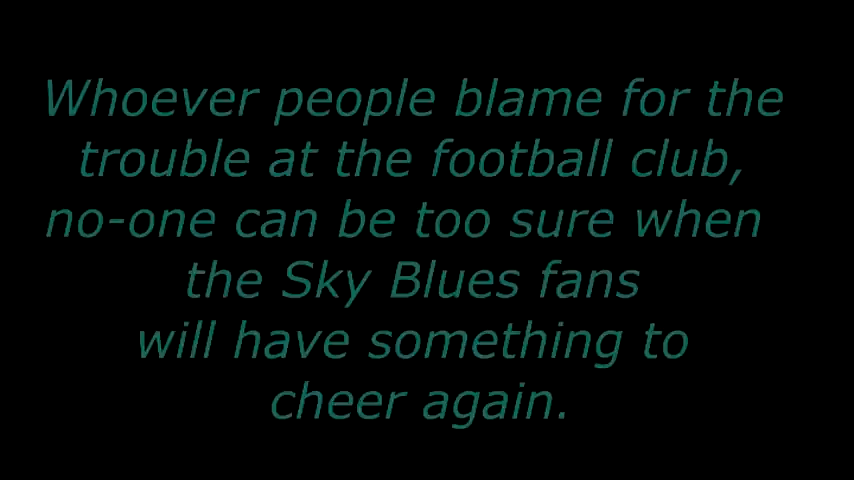 Whoever people blame for the
trouble at the football club,
no-one can be too sure when
the Sky Blues fans
will have something to
cheer again.